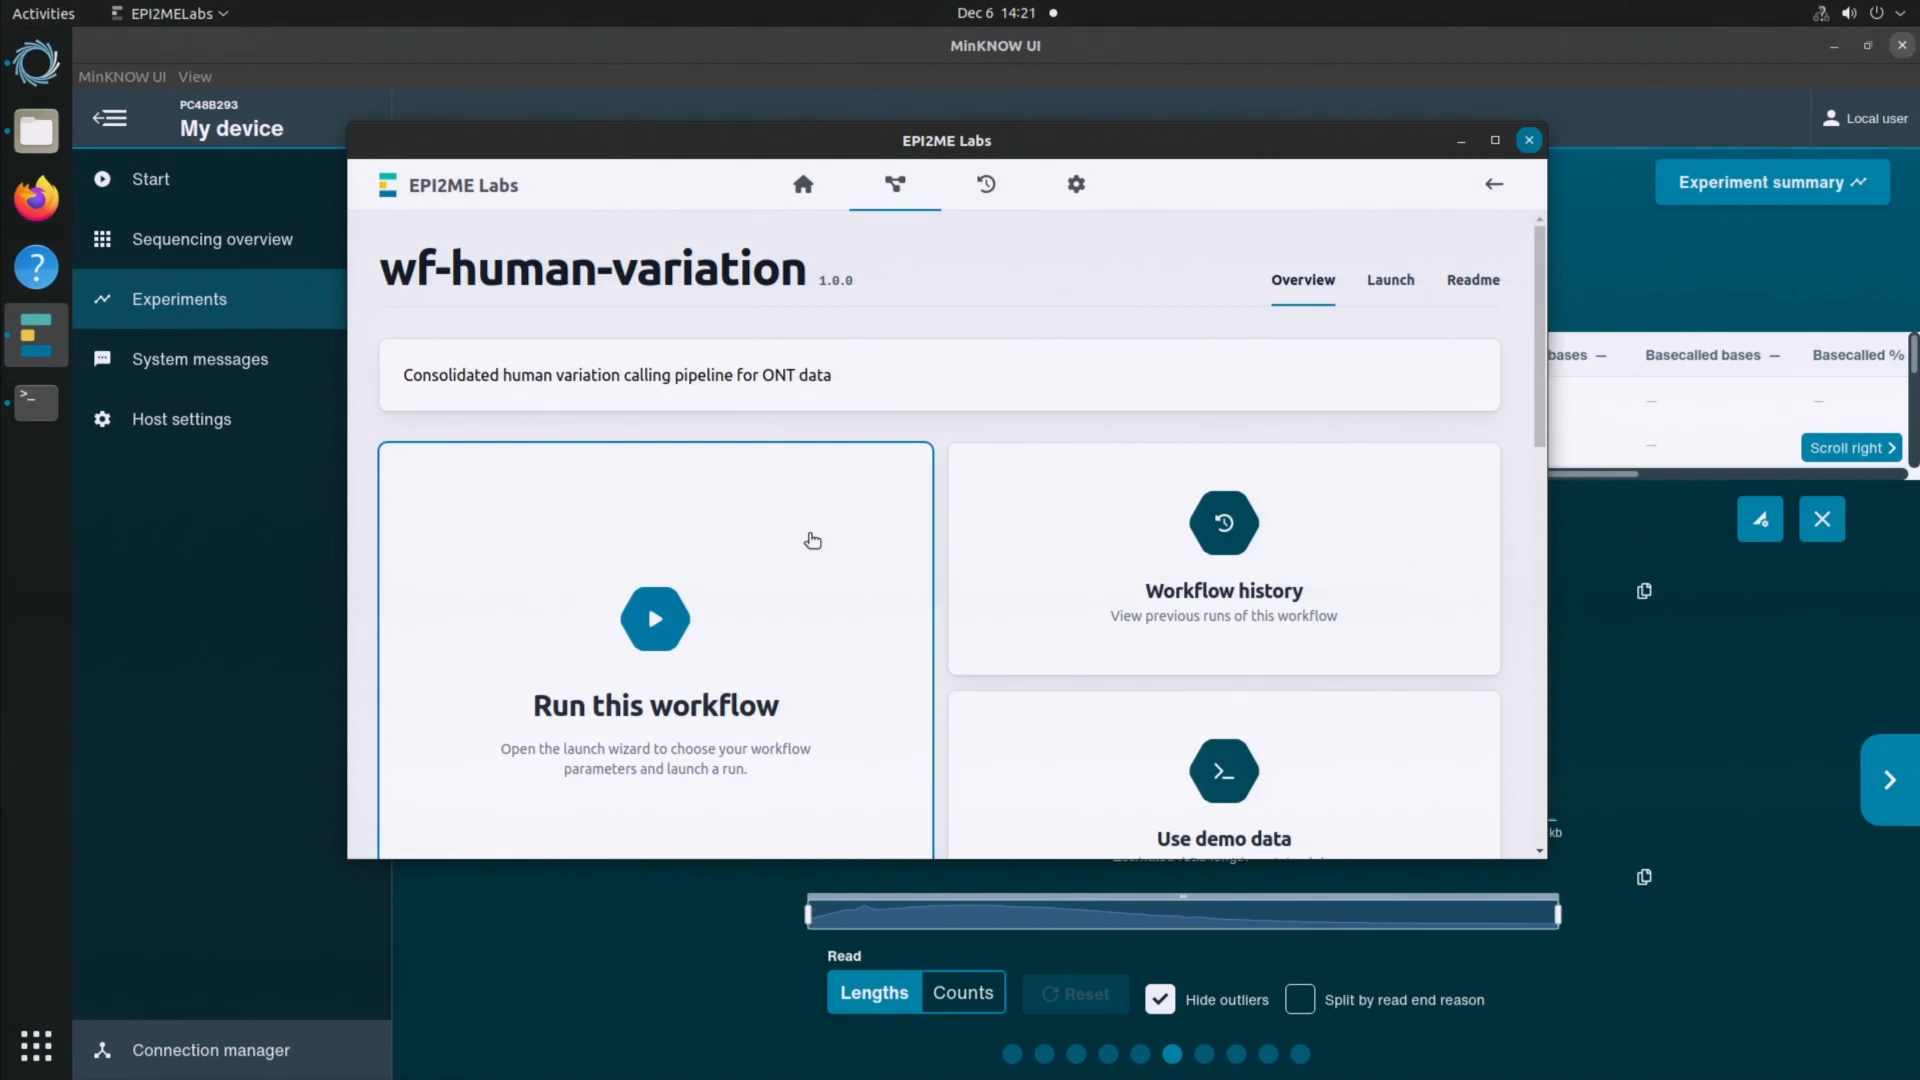 Activities
EPI2MELabs
Dec 6 14:21
MinKNOW UI
MinKNOW UI View
PC48B293
My device
Local user
Start
Sequencing overview
Experiments
System messages
Host settings
Connection manager
Experiment summary
EPI2ME Labs
EPI2ME Labs
wf-human-variation 1.0.0
Overview Launch Readme
Consolidated human variation calling pipeline for ONT data
Run this workflow
Open the launch wizard to choose your workflow
parameters and launch a run.
Workflow history
View previous runs of this workflow
Use demo data
bases Basecalled bases Basecalled %
Scroll right
kb
Read
Lengths Counts Reset Hide outliers Split by read end reason